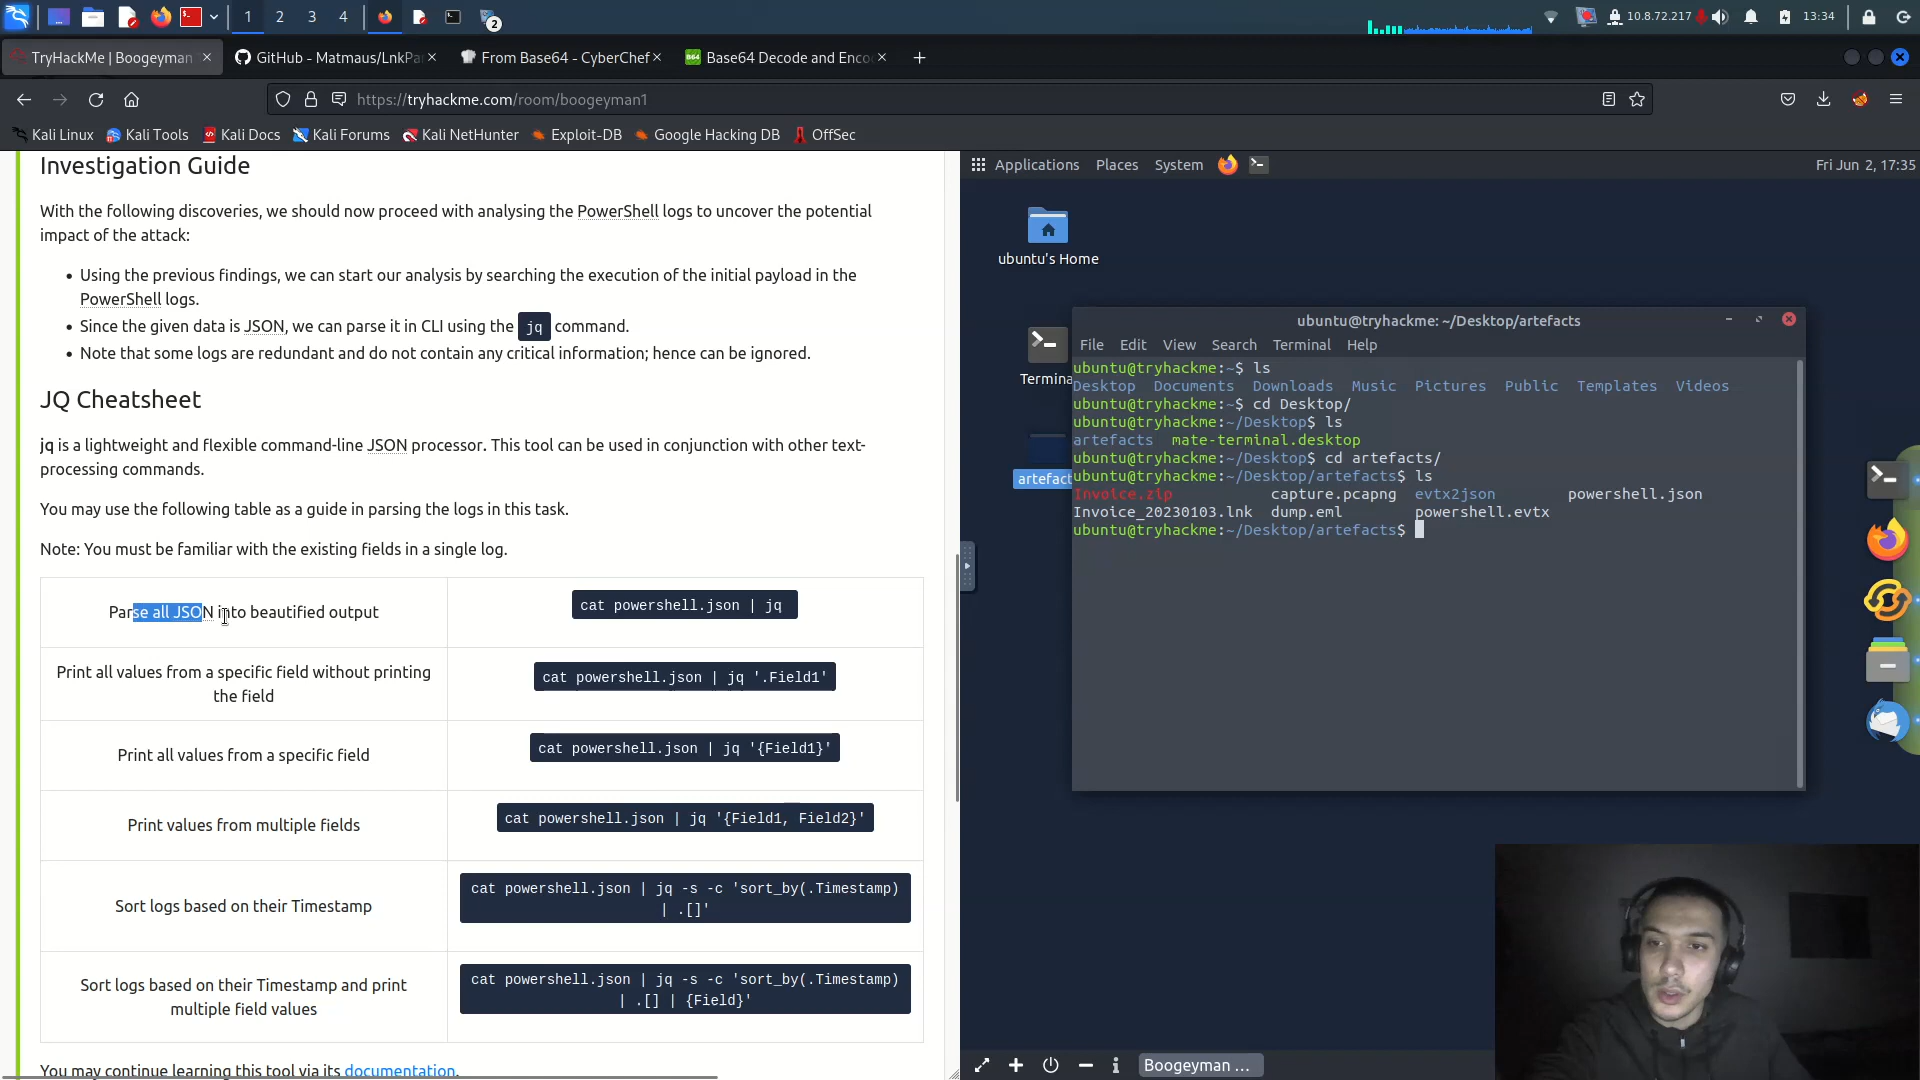 1 2 3 4
2
10.8.72.217
13:34
TryHackMe | Boogeyman
GitHub - Matmaus/LnkPa
From Base64 - CyberChef
Base64 Decode and Enco
https://tryhackme.com/room/boogeyman1
Kali Linux
Kali Tools
Kali Docs
Kali Forums
Kali NetHunter
Exploit-DB
Google Hacking DB
OffSec
Investigation Guide
With the following discoveries, we should now proceed with analysing the PowerShell logs to uncover the potential
impact of the attack:
• Using the previous findings, we can start our analysis by searching the execution of the initial payload in the
PowerShell logs.
• Since the given data is JSON, we can parse it in CLI using the jq command.
• Note that some logs are redundant and do not contain any critical information; hence can be ignored.
JQ Cheatsheet
jq is a lightweight and flexible command-line JSON processor. This tool can be used in conjunction with other text-
processing commands.
You may use the following table as a guide in parsing the logs in this task.
Note: You must be familiar with the existing fields in a single log.
Parse all JSON into beautified output
cat powershell.json | jq
Print all values from a specific field without printing
the field
cat powershell.json | jq '.Field1'
Print all values from a specific field
cat powershell.json | jq '{Field1}'
Print values from multiple fields
cat powershell.json | jq '{Field1, Field2}'
Sort logs based on their Timestamp
cat powershell.json | jq -s -c 'sort_by(.Timestamp)
| .[]'
Sort logs based on their Timestamp and print
multiple field values
cat powershell.json | jq -s -c 'sort_by(.Timestamp)
| .[] | {Field}'
You may continue learning this tool via its documentation.
Applications Places System
Fri Jun 2, 17:35
ubuntu's Home
Termina
artefact
ubuntu@tryhackme: ~/Desktop/artefacts
File Edit View Search Terminal Help
ubuntu@tryhackme:~$ ls
Desktop Documents Downloads Music Pictures Public Templates Videos
ubuntu@tryhackme:~$ cd Desktop/
ubuntu@tryhackme:~/Desktop$ ls
artefacts mate-terminal.desktop
ubuntu@tryhackme:~/Desktop$ cd artefacts/
ubuntu@tryhackme:~/Desktop/artefacts$ ls
Invoice.zip capture.pcapng evtx2json powershell.json
Invoice_20230103.lnk dump.eml powershell.evtx
ubuntu@tryhackme:~/Desktop/artefacts$
Boogeyman ...